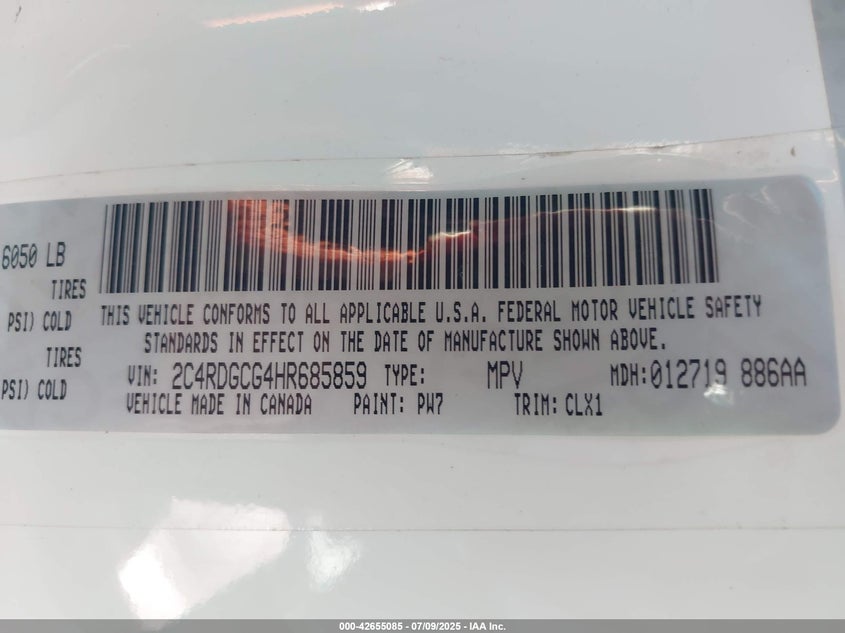 6050 LB
TIRES
PSI) COLD
TIRES
PSI) COLD
THIS VEHICLE CONFORMS TO ALL APPLICABLE U.S.A. FEDERAL MOTOR VEHICLE SAFETY
STANDARDS IN EFFECT ON THE DATE OF MANUFACTURE SHOWN ABOVE.
VIN: 2C4RDGCG4HR685859 TYPE: MPV MDH:012719 886AA
VEHICLE MADE IN CANADA PAINT: PW7 TRIM: CLX1
000-42655085 - 07/09/2025 - IAA Inc.